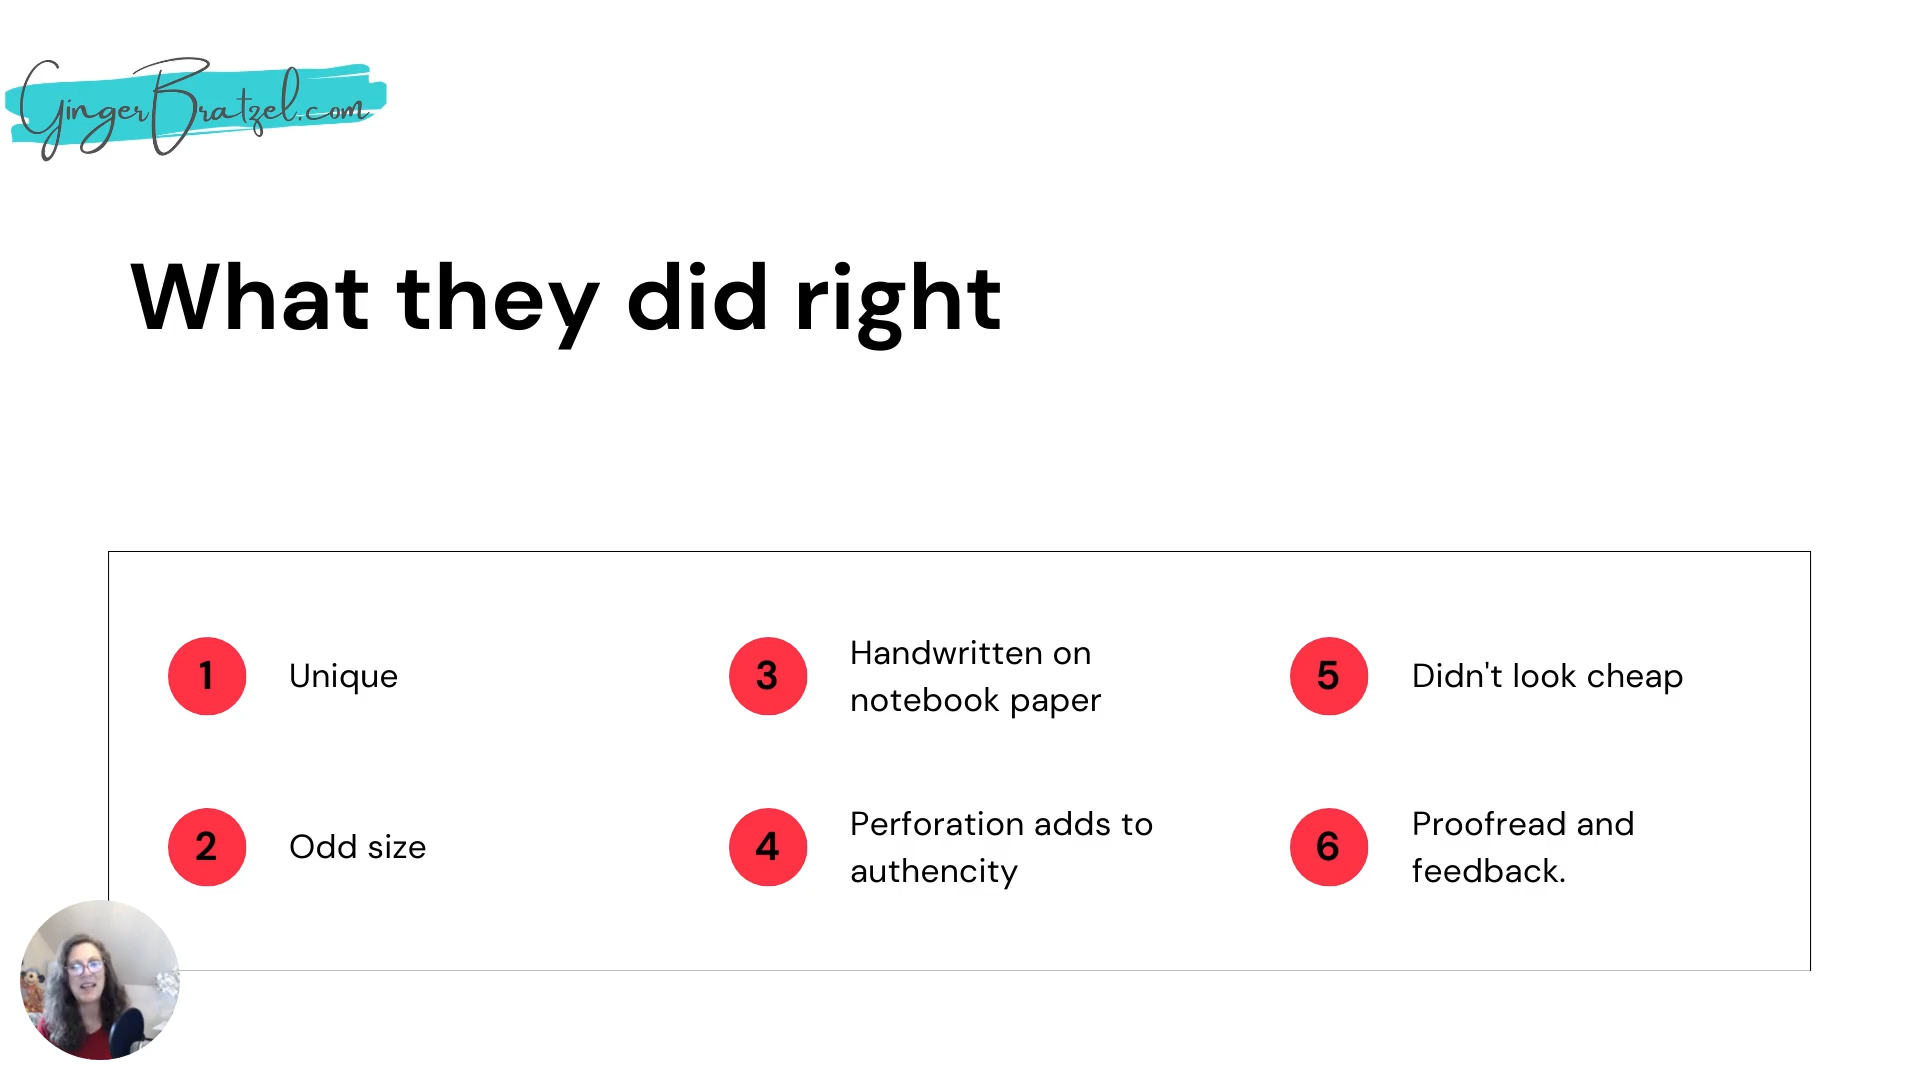 GingerBratzel.com
What they did right
1 Unique
2 Odd size
3 Handwritten on
notebook paper
4 Perforation adds to
authencity
5 Didn't look cheap
6 Proofread and
feedback.